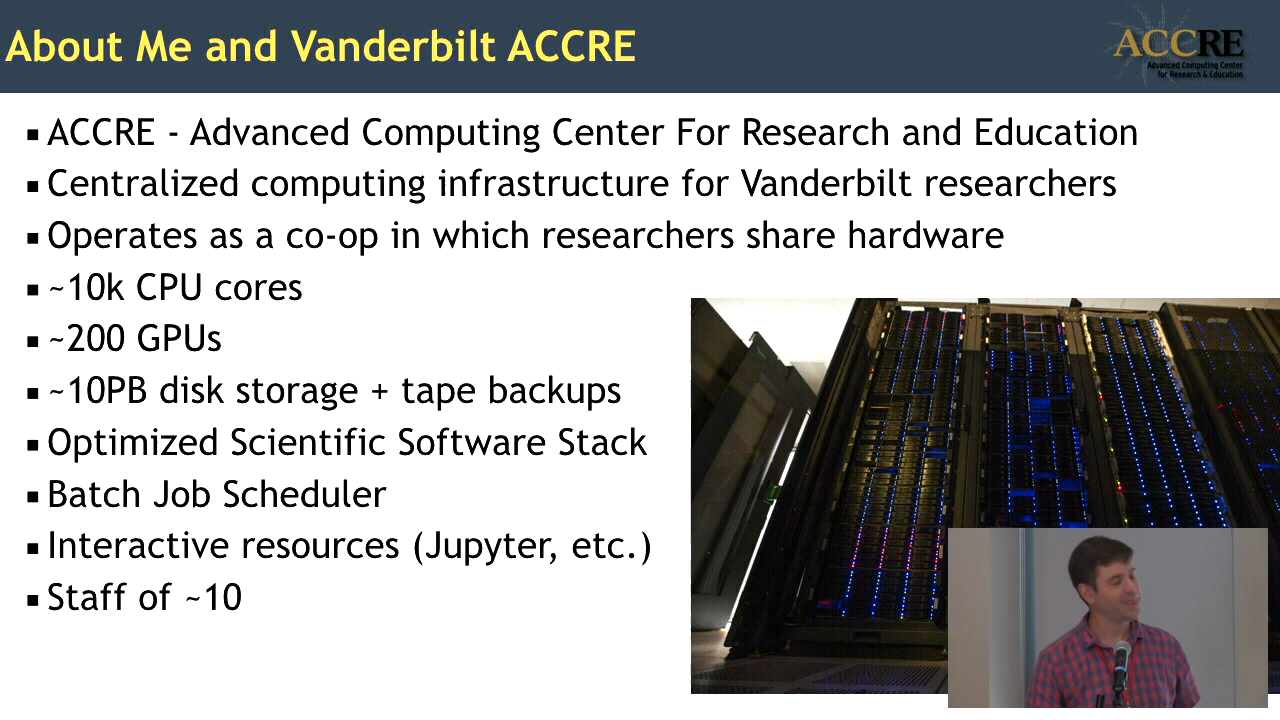 About Me and Vanderbilt ACCRE
ACCRE
Advanced Computing Center
for Research & Education
▪ ACCRE - Advanced Computing Center For Research and Education
▪ Centralized computing infrastructure for Vanderbilt researchers
▪ Operates as a co-op in which researchers share hardware
▪ ~10k CPU cores
▪ ~200 GPUs
▪ ~10PB disk storage + tape backups
▪ Optimized Scientific Software Stack
▪ Batch Job Scheduler
▪ Interactive resources (Jupyter, etc.)
▪ Staff of ~10